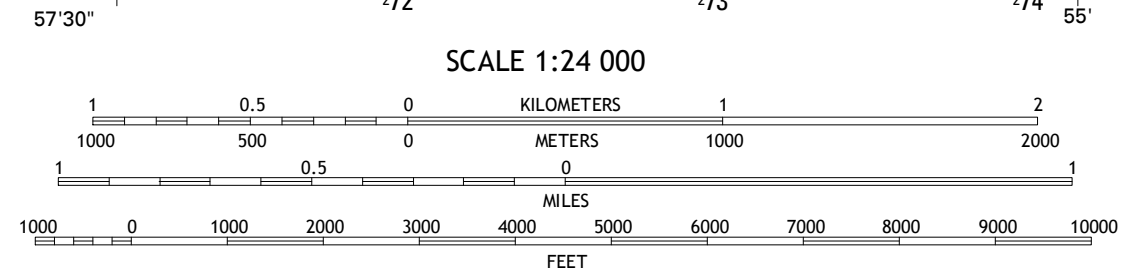 57'30" ²72 ²73 ²74 55'
SCALE 1:24 000
1 0.5 0 KILOMETERS 1 2
1000 500 0 METERS 1000 2000
1 0.5 0 1
MILES
1000 0 1000 2000 3000 4000 5000 6000 7000 8000 9000 10000
FEET